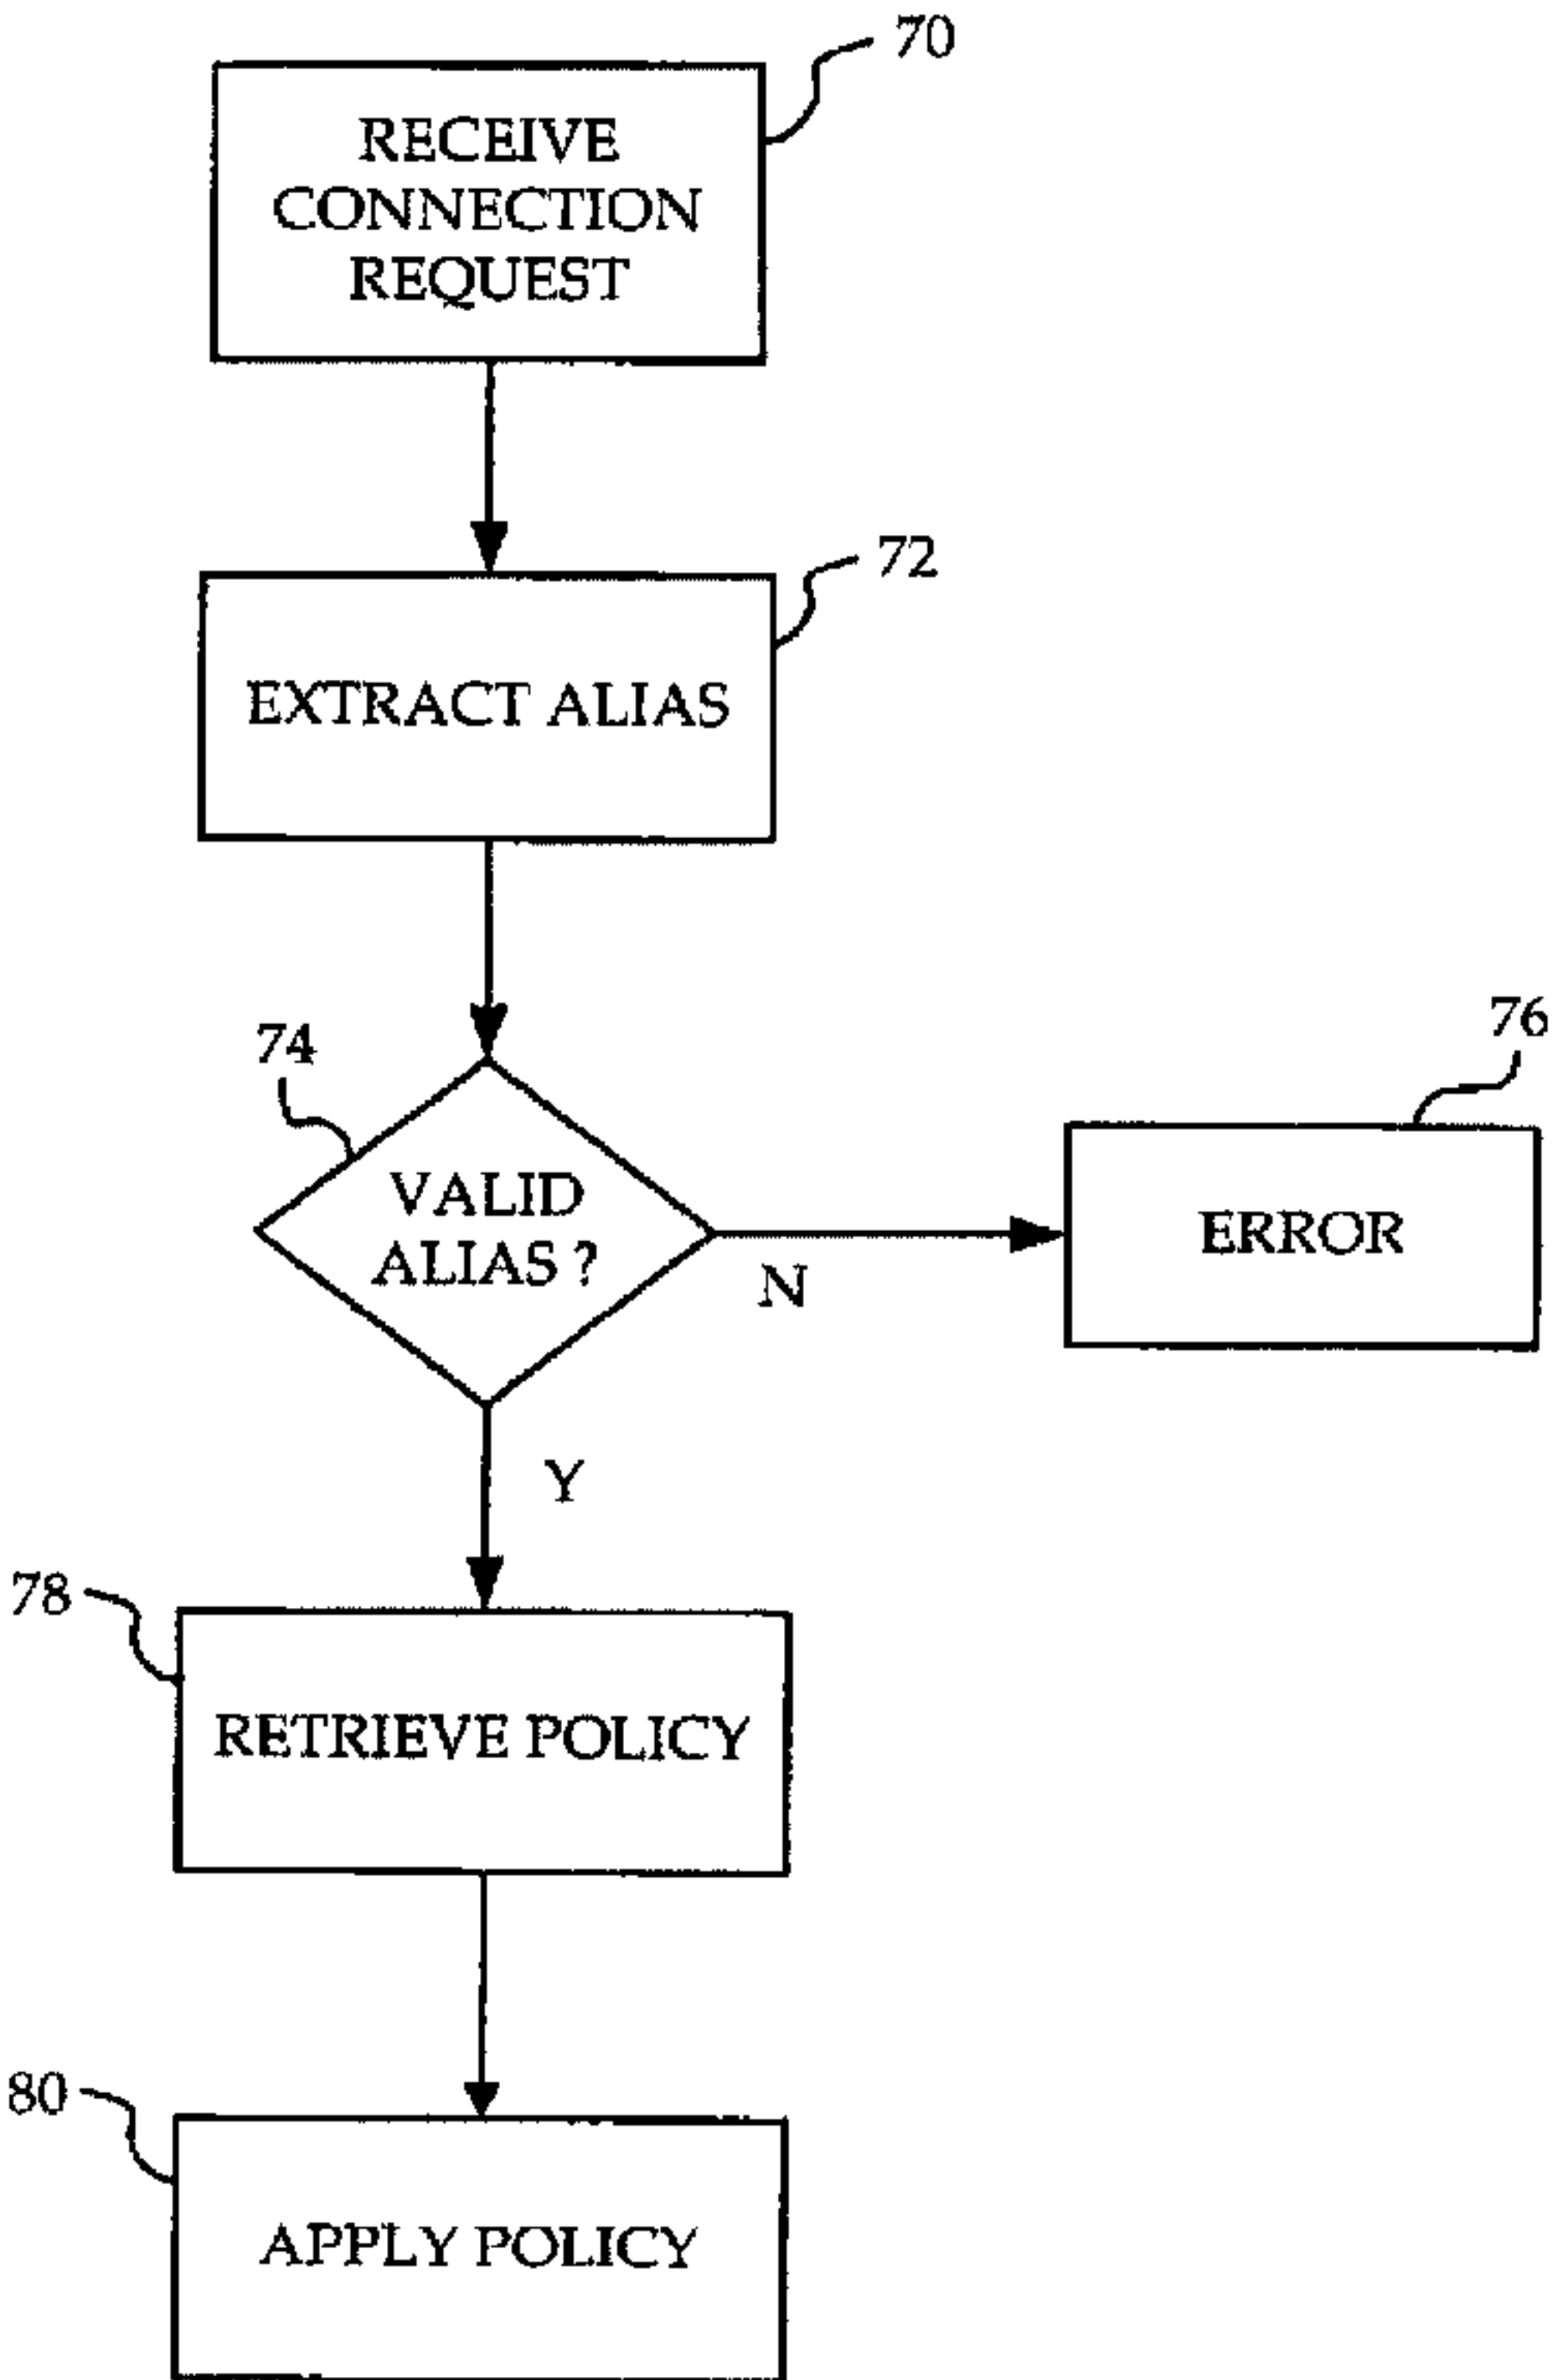 70
RECEIVE
CONNECTION
REQUEST
72
EXTRACT ALIAS
74
VALID
ALIAS ?
N
76
ERROR
Y
78
RETRIEVE POLICY
80
APPLY POLICY